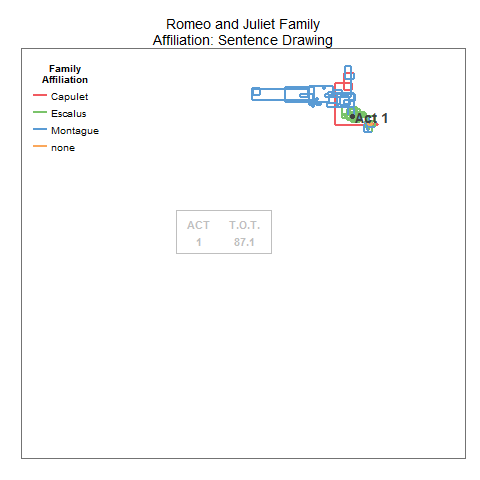 Romeo and Juliet Family
Affiliation: Sentence Drawing
Family
Affiliation
Capulet
Escalus
Montague
none
Act 1
ACT T.O.T.
1 87.1